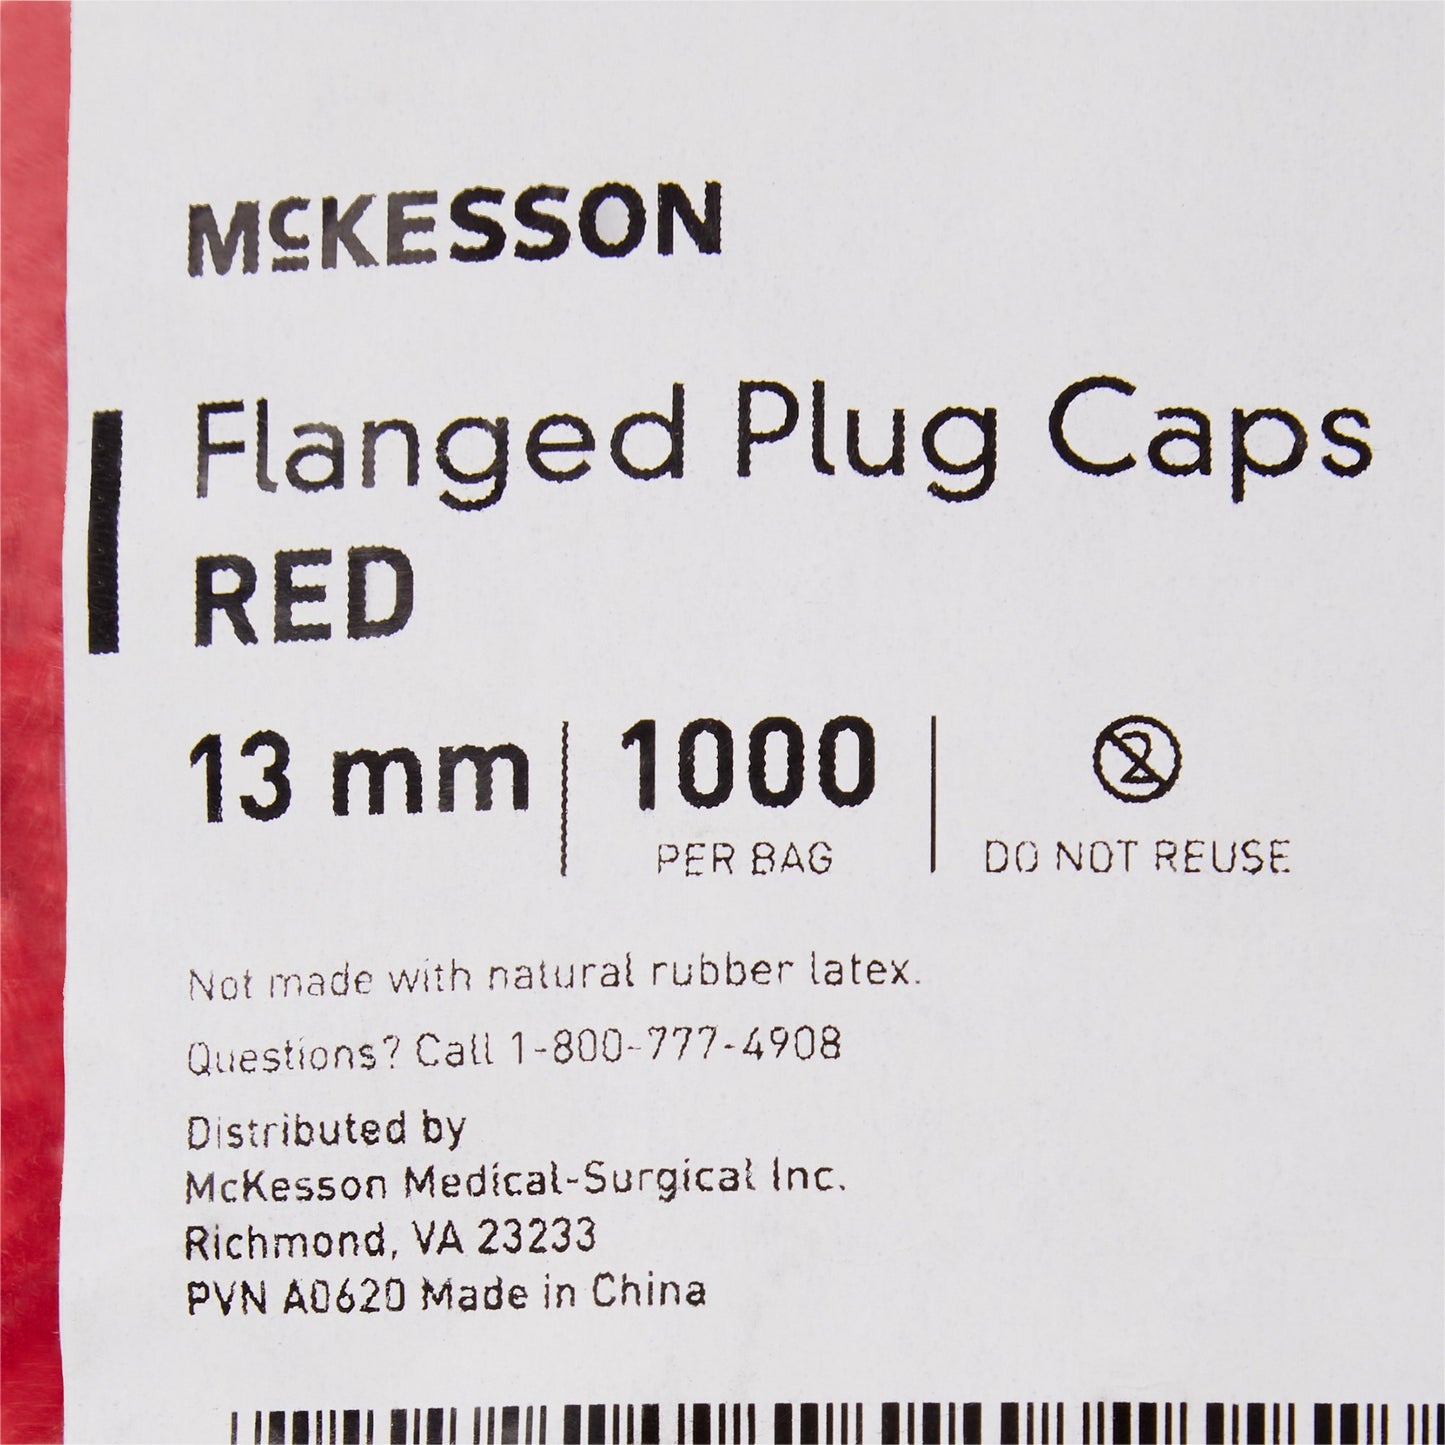 McKESSON
Flanged Plug Caps
RED
13 mm 1000 2
PER BAG DO NOT REUSE
Not made with natural rubber latex.
Questions? Call 1-800-777-4908
Distributed by
McKesson Medical-Surgical Inc.
Richmond, VA 23233
PVN A0620 Made in China